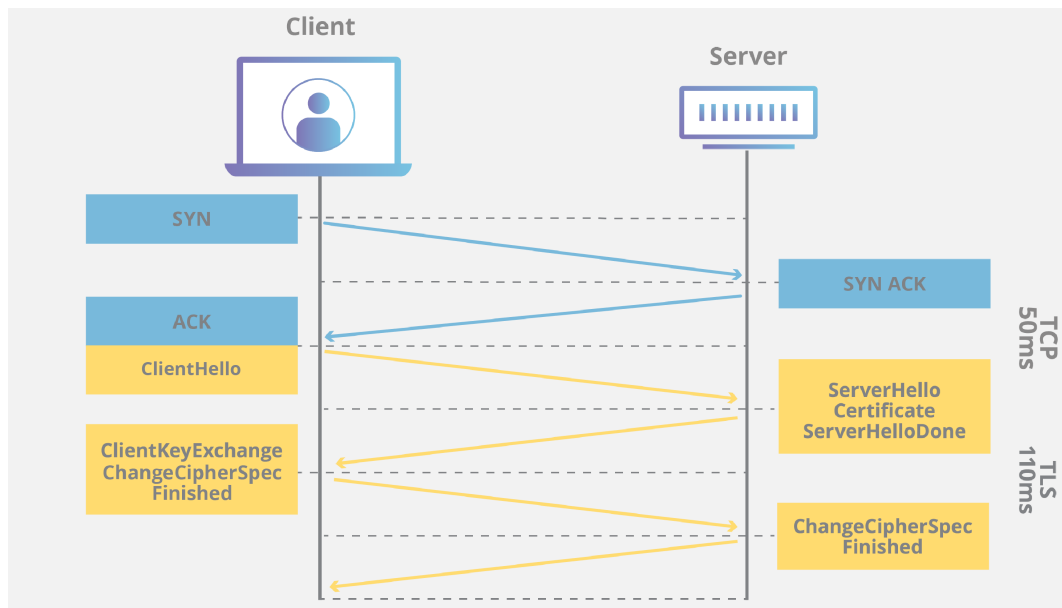 Client
Server
SYN
SYN ACK
ACK
ClientHello
TCP
50ms
ServerHello
Certificate
ServerHelloDone
ClientKeyExchange
ChangeCipherSpec
Finished
TLS
110ms
ChangeCipherSpec
Finished